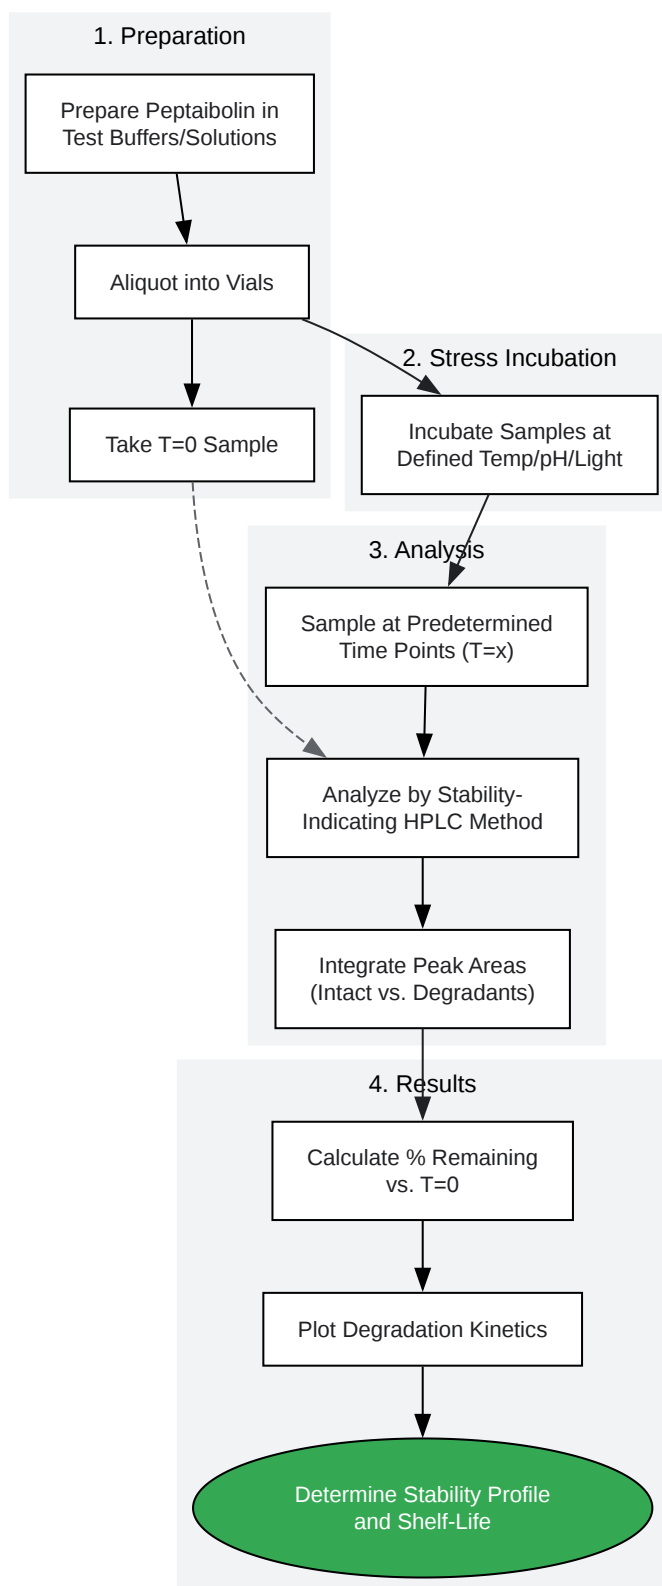 1. Preparation
Prepare Peptaibolin in
Test Buffers/Solutions
Aliquot into Vials
Take T=0 Sample
2. Stress Incubation
Incubate Samples at
Defined Temp/pH/Light
3. Analysis
Sample at Predetermined
Time Points (T=x)
Analyze by Stability-
Indicating HPLC Method
Integrate Peak Areas
(Intact vs. Degradants)
4. Results
Calculate % Remaining
vs. T=0
Plot Degradation Kinetics
Determine Stability Profile
and Shelf-Life